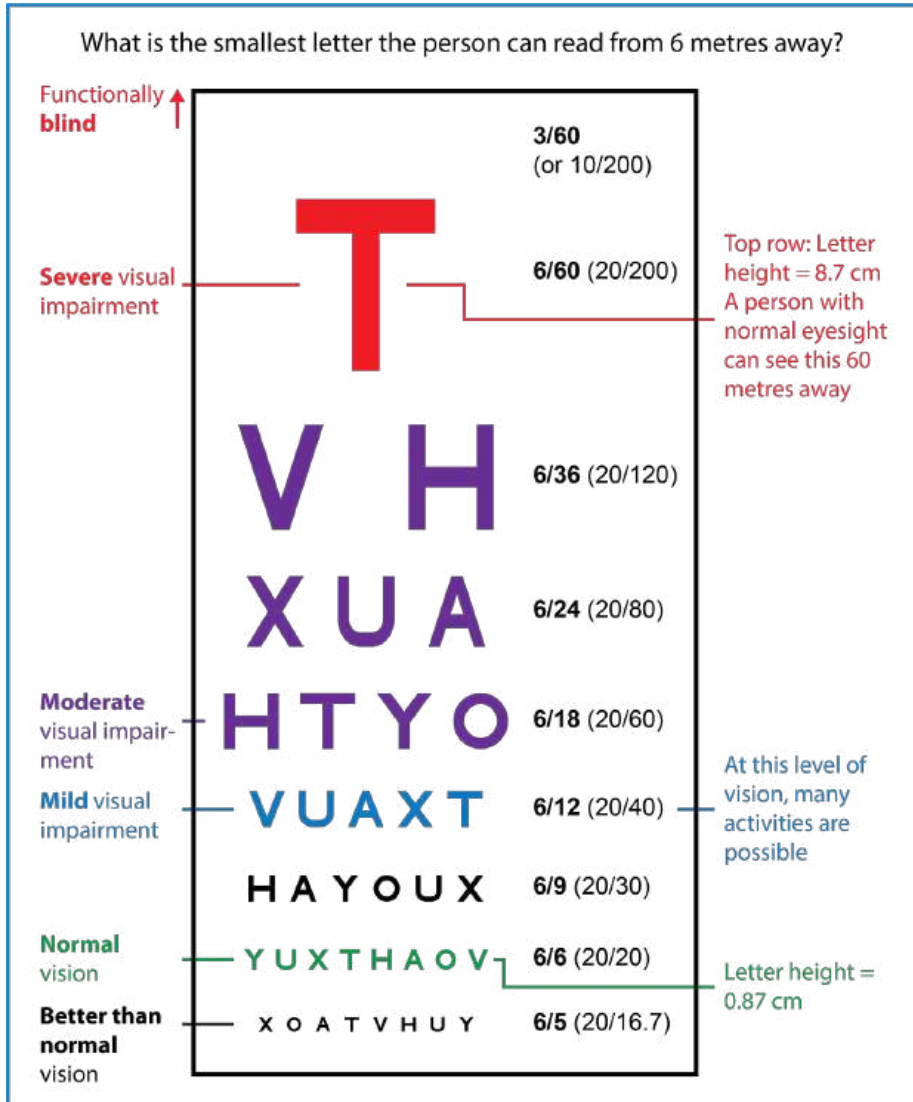 What is the smallest letter the person can read from 6 metres away?
Functionally
blind
3/60
(or 10/200)
T
Severe visual
impairment
6/60 (20/200)
Top row: Letter
height = 8.7 cm
A person with
normal eyesight
can see this 60
metres away
V H
6/36 (20/120)
X U A
6/24 (20/80)
Moderate
visual impair-
ment
H T Y O
6/18 (20/60)
Mild visual
impairment
V U A X T
6/12 (20/40)
At this level of
vision, many
activities are
possible
H A Y O U X
6/9 (20/30)
Normal
vision
Y U X T H A O V
6/6 (20/20)
Letter height =
0.87 cm
Better than
normal
vision
X O A T V H U Y
6/5 (20/16.7)